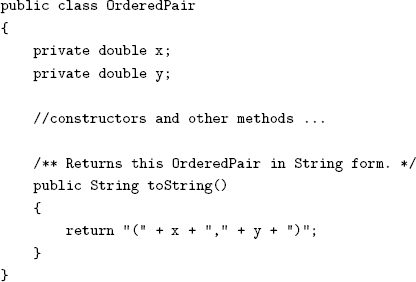 public class OrderedPair
{
    private double x;
    private double y;

    //constructors and other methods ...

    /** Returns this OrderedPair in String form. */
    public String toString()
    {
        return "(" + x + "," + y + ")";
    }
}